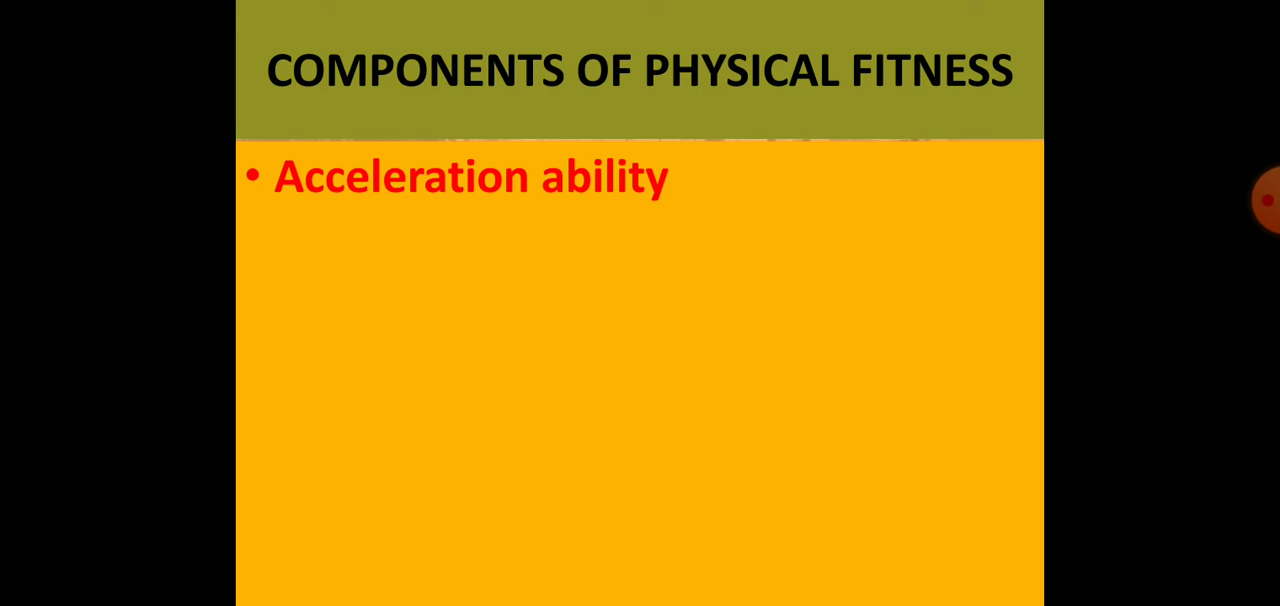 COMPONENTS OF PHYSICAL FITNESS
• Acceleration ability